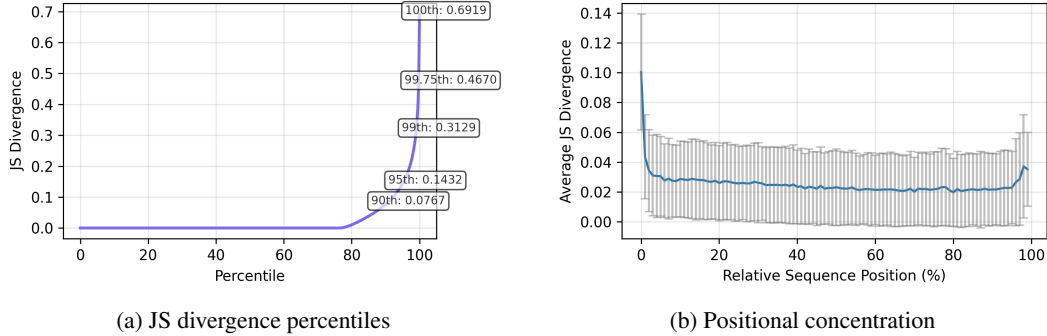 JS Divergence
0.7
0.6
0.5
0.4
0.3
0.2
0.1
0.0
100th: 0.6919
99.75th: 0.4670
99th: 0.3129
95th: 0.1432
90th: 0.0767
0 20 40 60 80 100
Percentile
(a) JS divergence percentiles
Average JS Divergence
0.14
0.12
0.10
0.08
0.06
0.04
0.02
0.00
0 20 40 60 80 100
Relative Sequence Position (%)
(b) Positional concentration